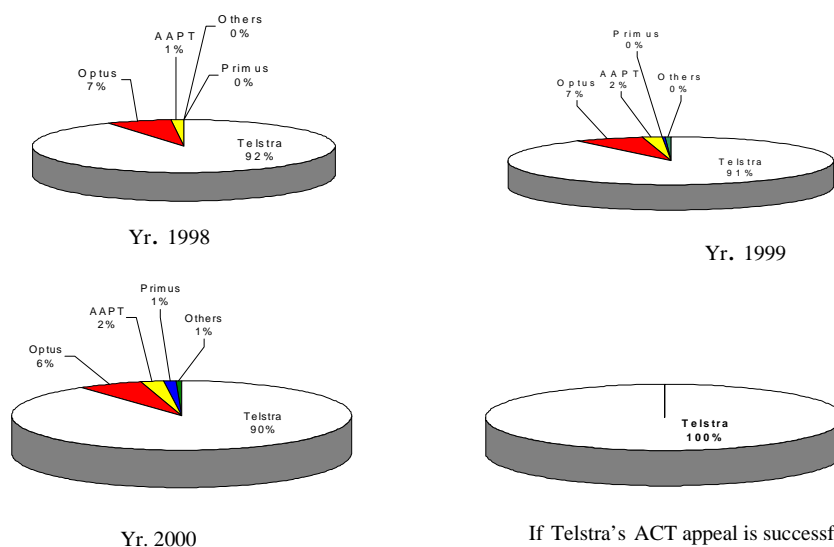 Others
0%
AAPT
1%
Primus
0%
Optus
7%
Telstra
92%
Yr. 1998
Primus
0%
AAPT
2%
Others
0%
Optus
7%
Telstra
91%
Yr. 1999
Primus
1%
AAPT
2%
Others
1%
Optus
6%
Telstra
90%
Yr. 2000
Telstra
100%
If Telstra's ACT appeal is successf